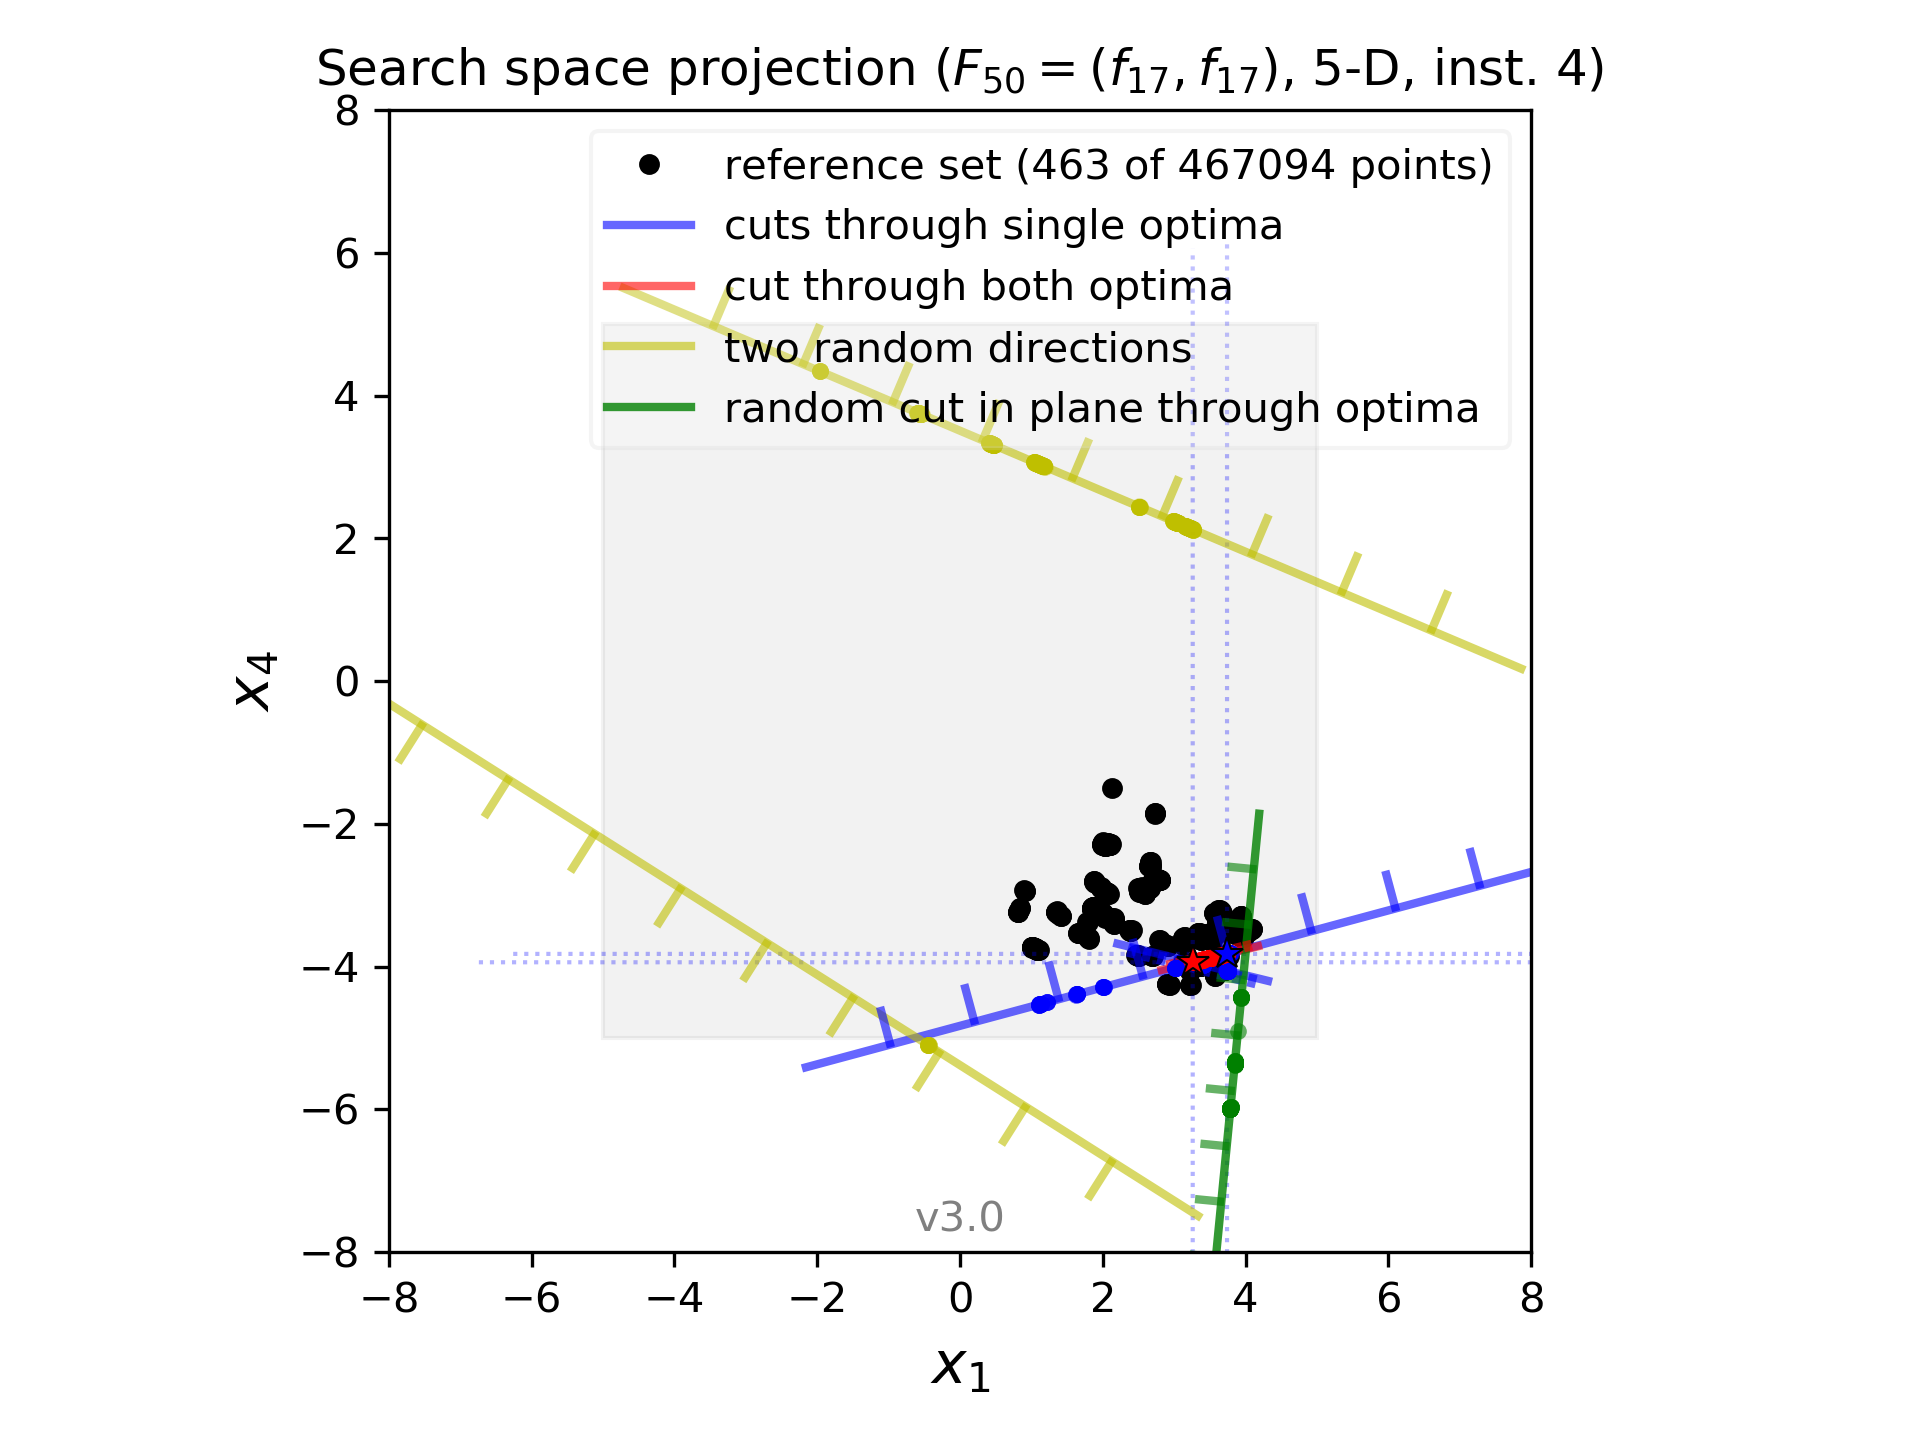 Search space projection (F₅₀ = (f₁₇, f₁₇), 5-D, inst. 4)
8
reference set (463 of 467094 points)
cuts through single optima
6
cut through both optima
two random directions
4
random cut in plane through optima
2
x₄
0
−2
−4
−6
v3.0
−8
−8 −6 −4 −2 0 2 4 6 8
x₁